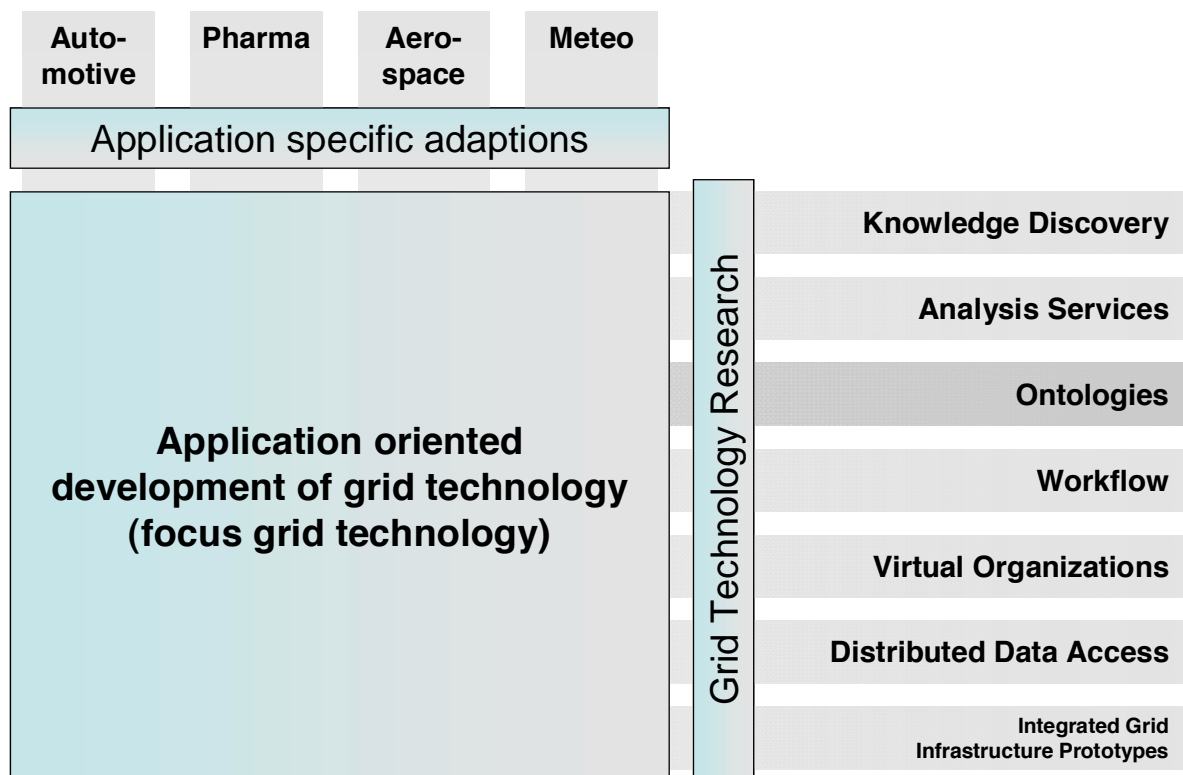 Auto-
motive
Pharma
Aero-
space
Meteo
Application specific adaptions
Application oriented
development of grid technology
(focus grid technology)
Grid Technology Research
Knowledge Discovery
Analysis Services
Ontologies
Workflow
Virtual Organizations
Distributed Data Access
Integrated Grid
Infrastructure Prototypes